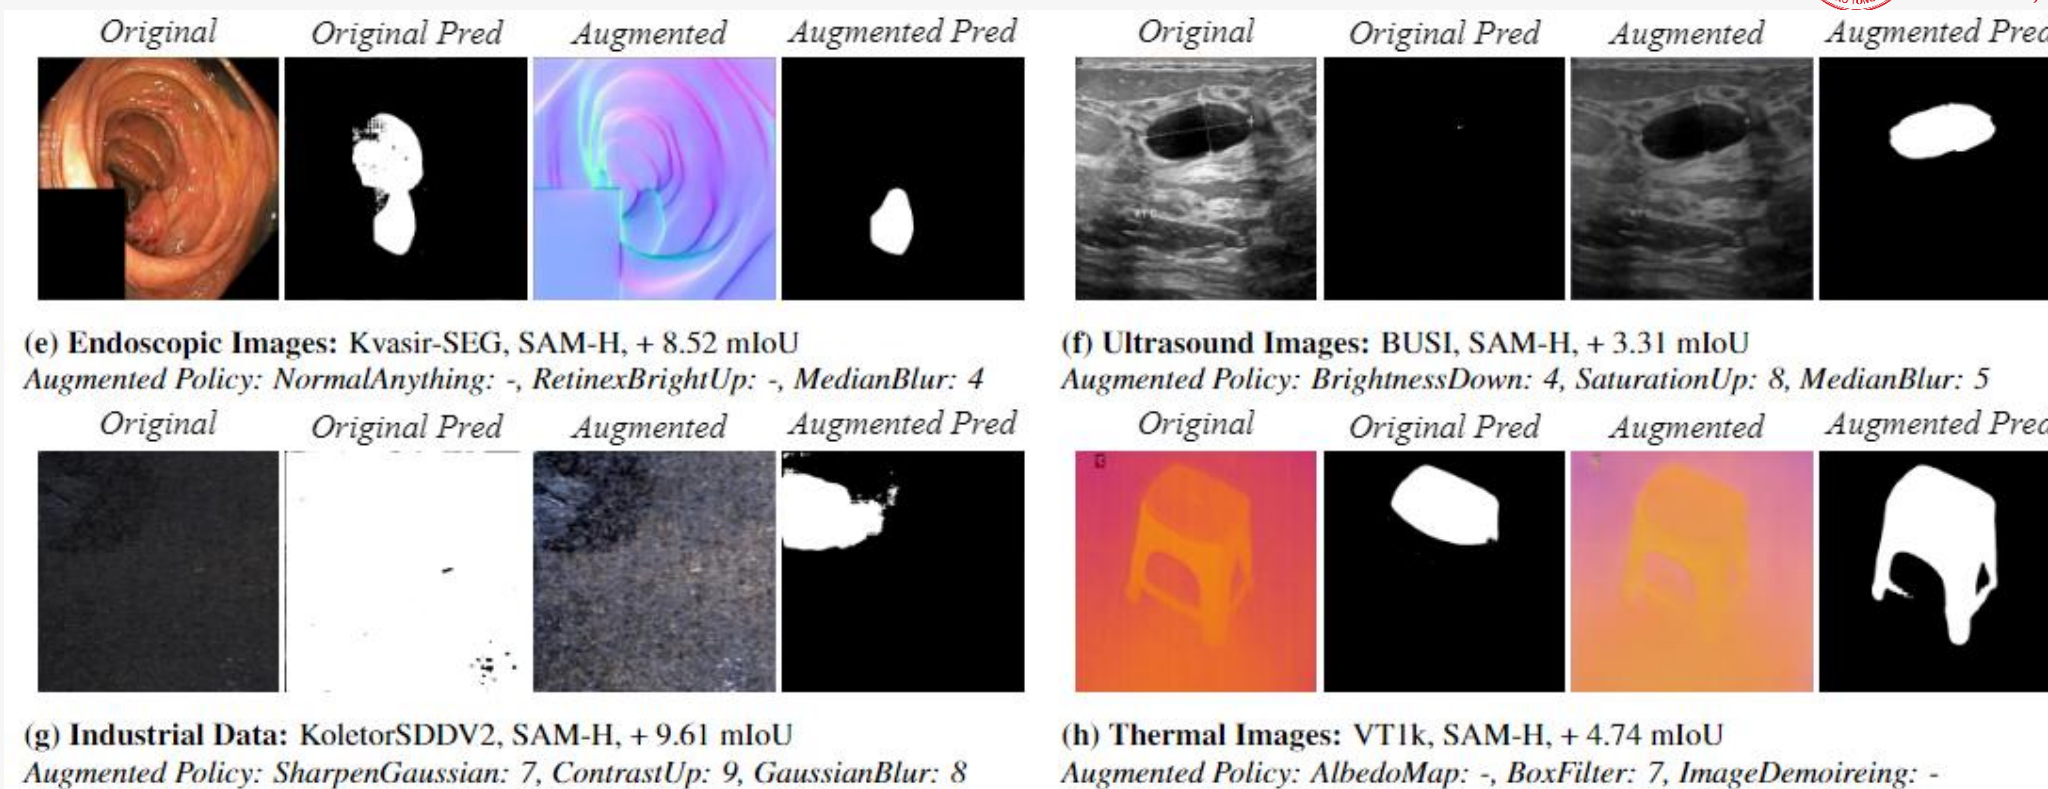 Original Original Pred Augmented Augmented Pred
Original Original Pred Augmented Augmented Pred
(e) Endoscopic Images: Kvasir-SEG, SAM-H, + 8.52 mIoU
Augmented Policy: NormalAnything: -, RetinexBrightUp: -, MedianBlur: 4
(f) Ultrasound Images: BUSI, SAM-H, + 3.31 mIoU
Augmented Policy: BrightnessDown: 4, SaturationUp: 8, MedianBlur: 5
Original Original Pred Augmented Augmented Pred
Original Original Pred Augmented Augmented Pred
(g) Industrial Data: KoletorSDDV2, SAM-H, + 9.61 mIoU
Augmented Policy: SharpenGaussian: 7, ContrastUp: 9, GaussianBlur: 8
(h) Thermal Images: VT1k, SAM-H, + 4.74 mIoU
Augmented Policy: AlbedoMap: -, BoxFilter: 7, ImageDemoireing: -